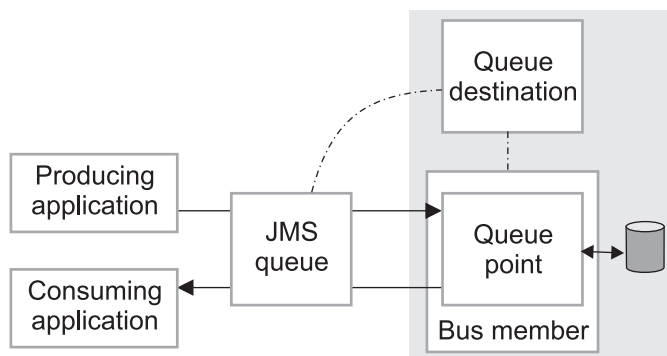 Queue
destination
Producing
application
JMS
queue
Queue
point
Consuming
application
Bus member